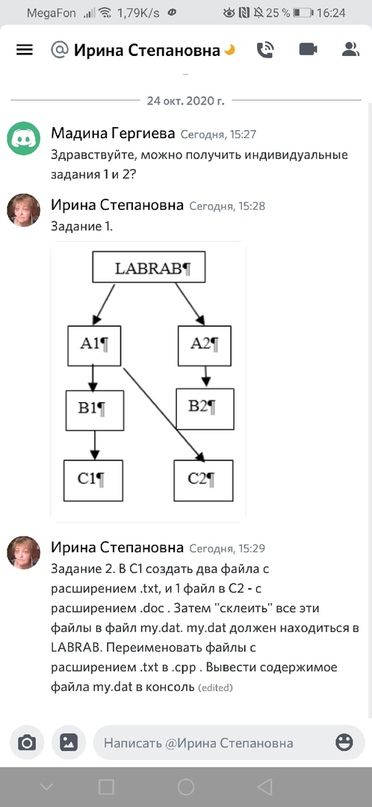 MegaFon 1,79K/s 25 % 16:24
@ Ирина Степановна
24 окт. 2020 г.
Мадина Гергиева Сегодня, 15:27
Здравствуйте, можно получить индивидуальные
задания 1 и 2?
Ирина Степановна Сегодня, 15:28
Задание 1.
LABRAB¶
A1¶ A2¶
B1¶ B2¶
C1¶ C2¶
Ирина Степановна Сегодня, 15:29
Задание 2. В С1 создать два файла с
расширением .txt, и 1 файл в С2 - с
расширением .doc . Затем "склеить" все эти
файлы в файл my.dat. my.dat должен находиться в
LABRAB. Переименовать файлы с
расширением .txt в .cpp . Вывести содержимое
файла my.dat в консоль (edited)
Написать @Ирина Степановна